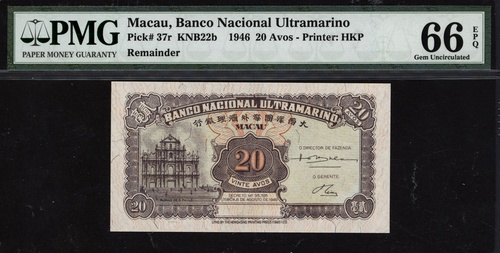 PMG
PAPER MONEY GUARANTY
Macau, Banco Nacional Ultramarino
Pick# 37r KNB22b 1946 20 Avos - Printer: HKP
Remainder
66 EPQ
Gem Uncirculated
20
BANCO NACIONAL ULTRAMARINO
行銀理滙外海國洋西大
MACAU
O DIRECTOR DE FAZENDA,
20
O GERENTE,
VINTE AVOS
20